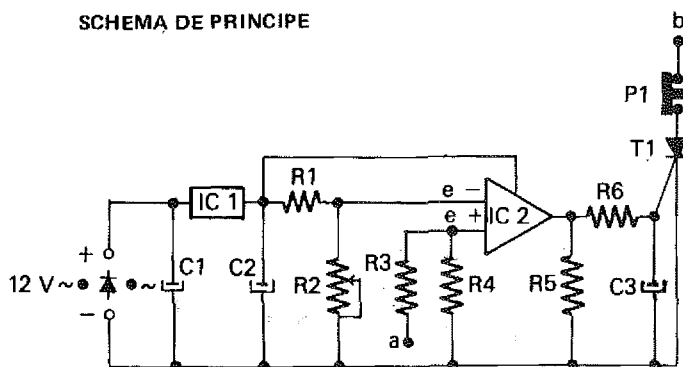 SCHEMA DE PRINCIPE
b
P1
T1
R1
IC 1
e -
e +
IC 2
R6
+
C1
C2
R2
R3
R4
R5
C3
12 V~
~
-
a